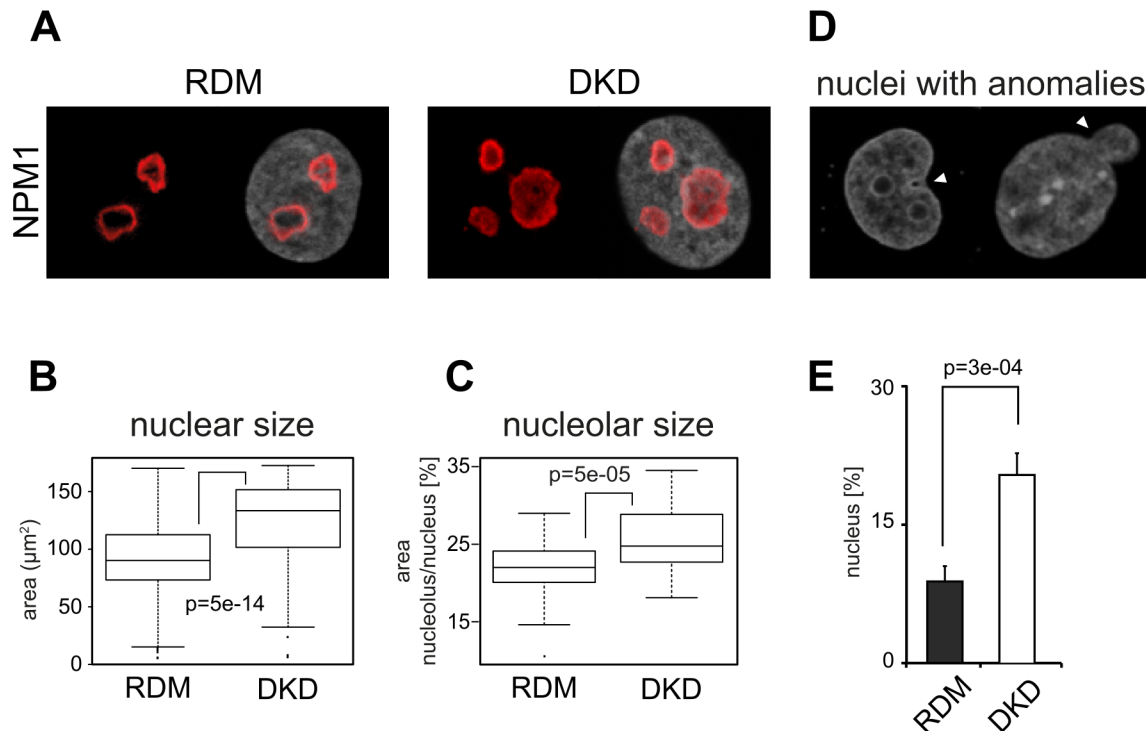 A
RDM
DKD
NPM1
D
nuclei with anomalies
B
nuclear size
area (μm²)
150
100
50
0
p=5e-14
RDM
DKD
C
nucleolar size
area
nucleolus/nucleus [%]
35
25
15
p=5e-05
RDM
DKD
E
p=3e-04
nucleus [%]
30
15
0
RDM
DKD